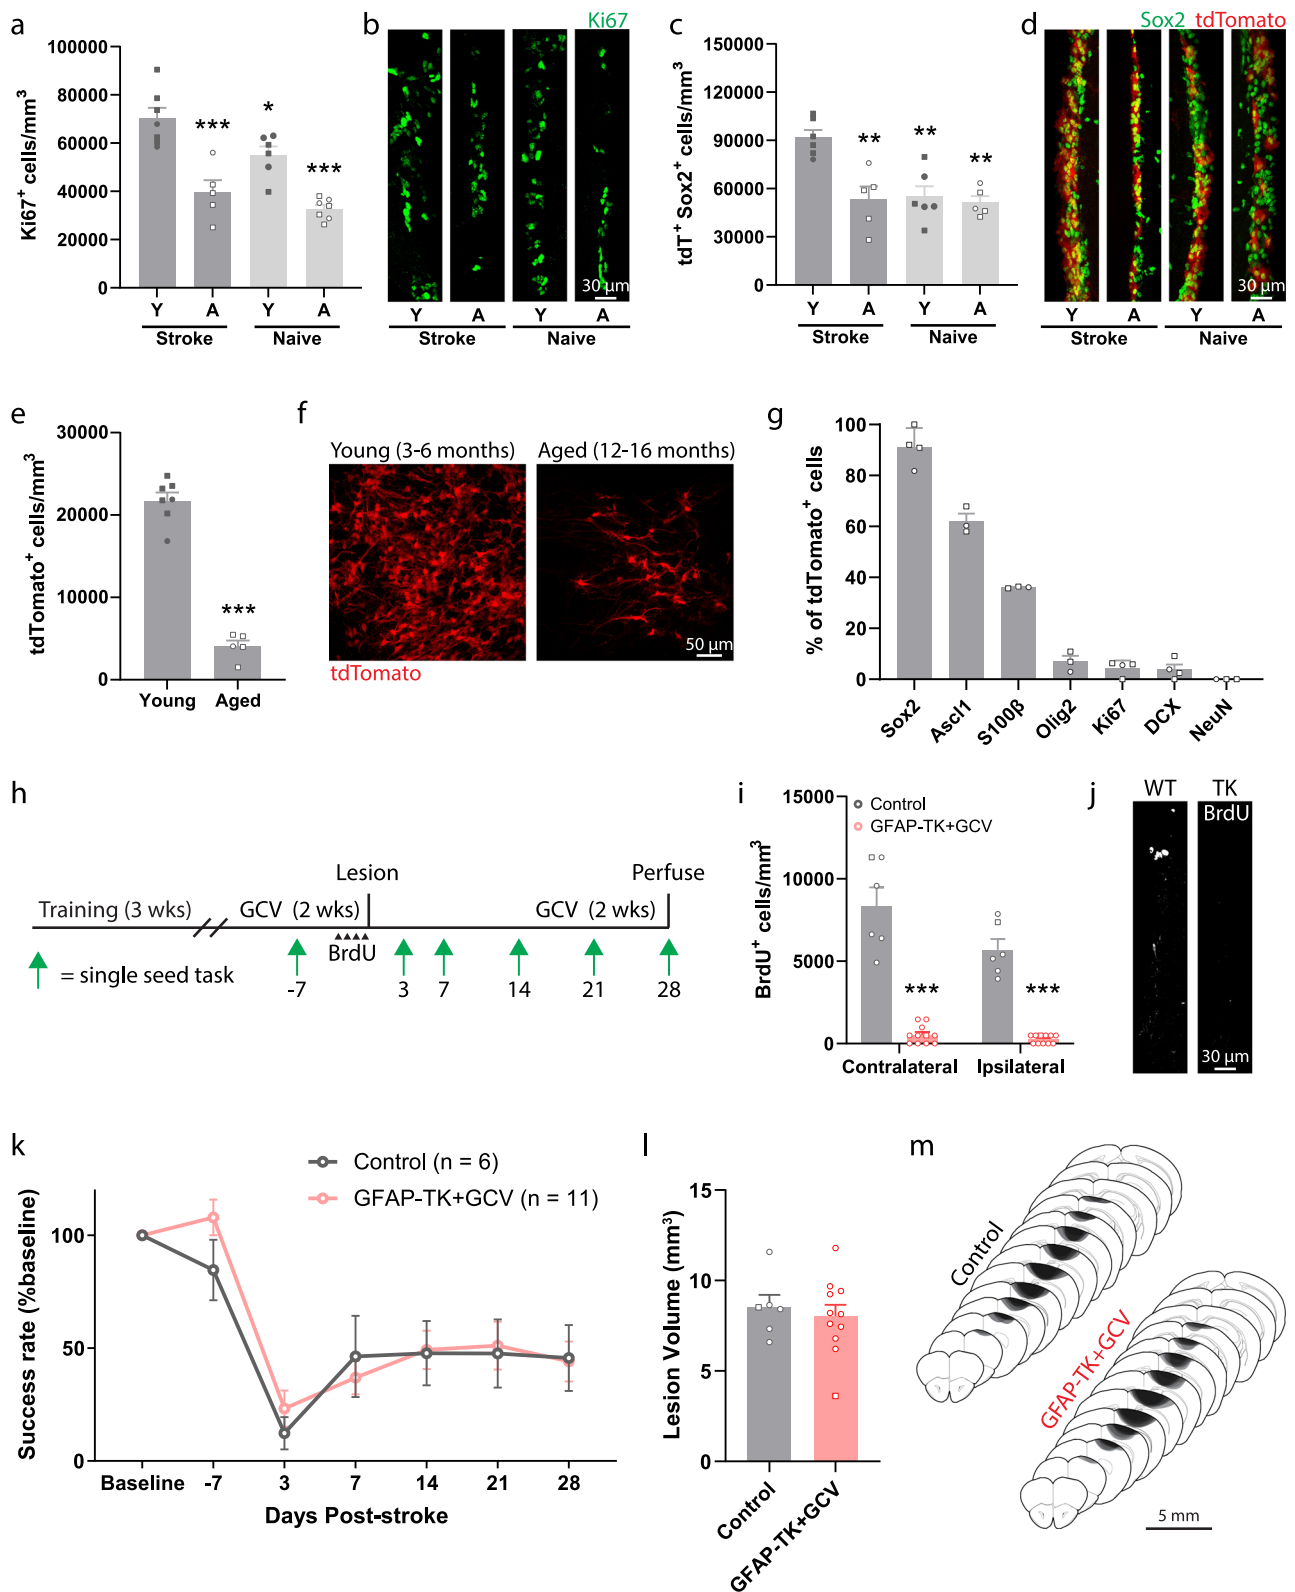 a
Ki67⁺ cells/mm³
100000
80000
60000
40000
20000
0
***
*
***
Y A Y A
Stroke Naive
b
Ki67
30 µm
Y A Y A
Stroke Naive
c
tdT⁺ Sox2⁺ cells/mm³
150000
120000
90000
60000
30000
0
**
**
**
Y A Y A
Stroke Naive
d
Sox2 tdTomato
30 µm
Y A Y A
Stroke Naive
e
tdTomato⁺ cells/mm³
30000
20000
10000
0
***
Young Aged
f
Young (3-6 months) Aged (12-16 months)
50 µm
tdTomato
g
% of tdTomato⁺ cells
100
80
60
40
20
0
Sox2 Ascl1 S100β Olig2 Ki67 DCX NeuN
h
Lesion Perfuse
Training (3 wks) GCV (2 wks) GCV (2 wks)
BrdU
= single seed task
-7 3 7 14 21 28
i
BrdU⁺ cells/mm³
15000
10000
5000
0
Control
GFAP-TK+GCV
***
***
Contralateral Ipsilateral
j
WT TK
BrdU
30 µm
k
Control (n = 6)
GFAP-TK+GCV (n = 11)
Success rate (%baseline)
100
50
0
Baseline -7 3 7 14 21 28
Days Post-stroke
l
Lesion Volume (mm³)
15
10
5
0
Control
GFAP-TK+GCV
m
Control
GFAP-TK+GCV
5 mm